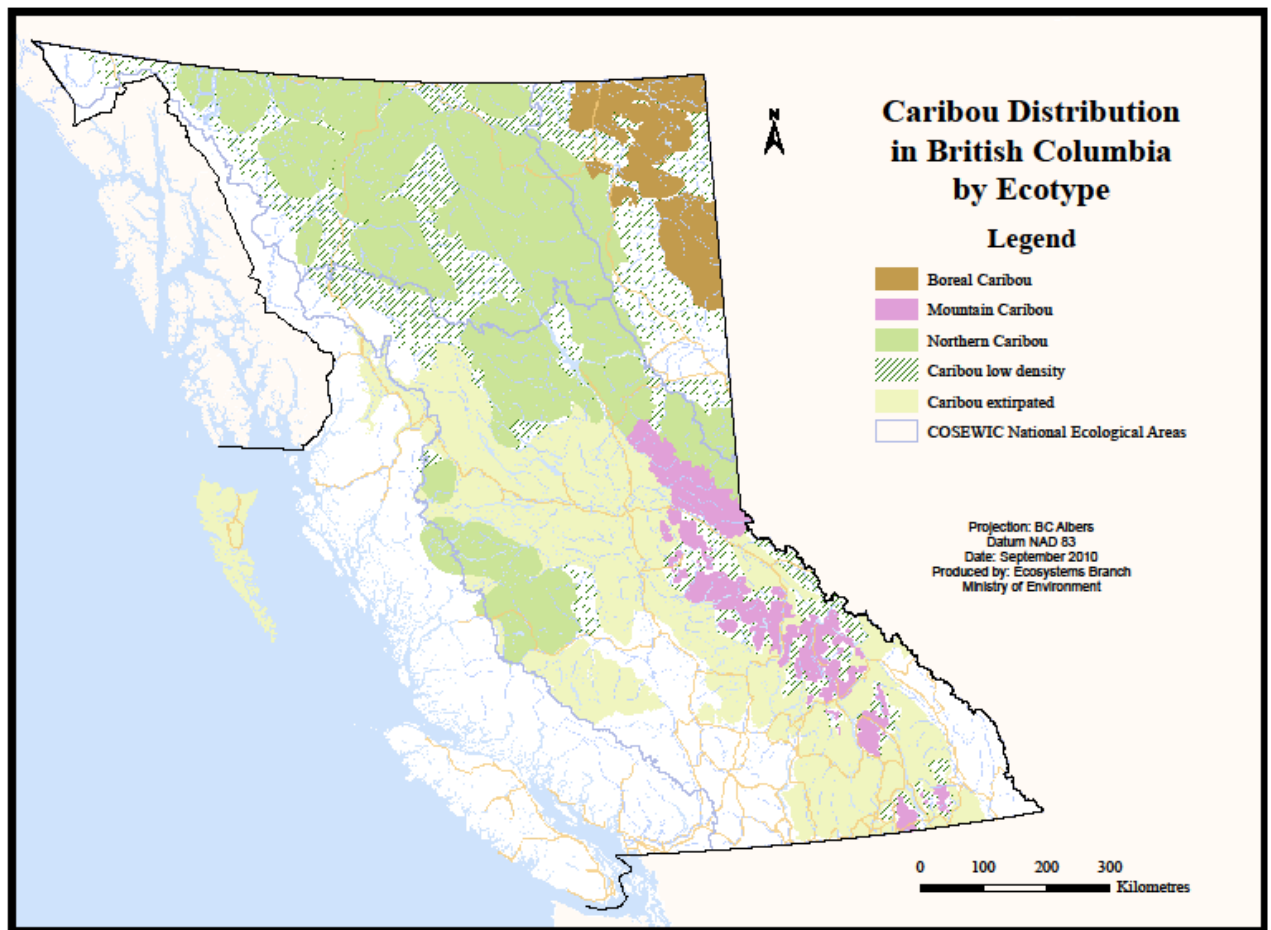 N
Caribou Distribution
in British Columbia
by Ecotype
Legend
Boreal Caribou
Mountain Caribou
Northern Caribou
Caribou low density
Caribou extirpated
COSEWIC National Ecological Areas
Projection: BC Albers
Datum NAD 83
Date: September 2010
Produced by: Ecosystems Branch
Ministry of Environment
0 100 200 300
Kilometres